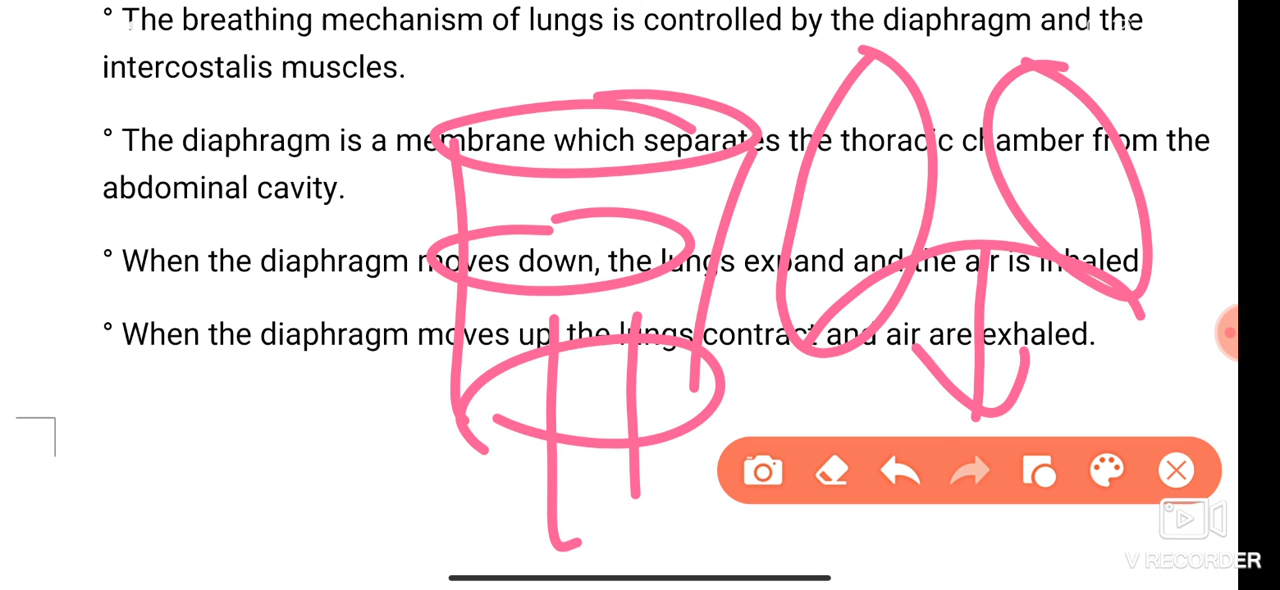 ° The breathing mechanism of lungs is controlled by the diaphragm and the
intercostalis muscles.
° The diaphragm is a membrane which separates the thoracic chamber from the
abdominal cavity.
° When the diaphragm moves down, the lungs expand and the air is inhaled
° When the diaphragm moves up the lungs contract and air are exhaled.
V RECORDER